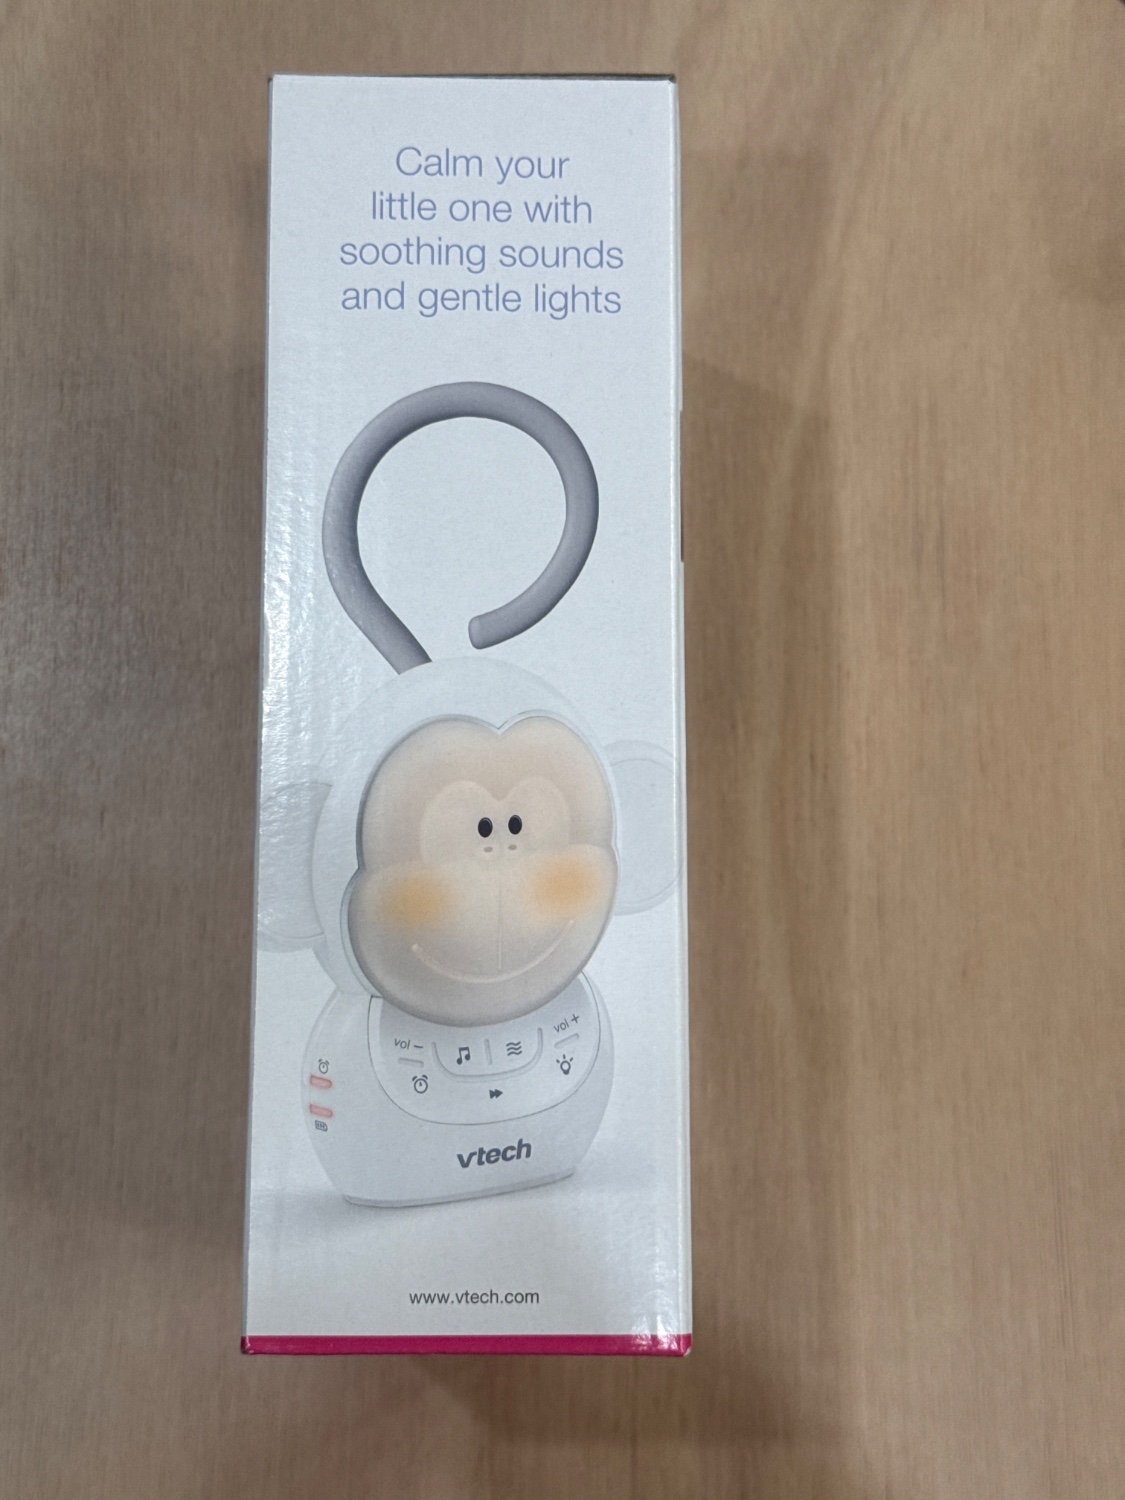 Calm your
little one with
soothing sounds
and gentle lights
vol – vol +
vtech
www.vtech.com